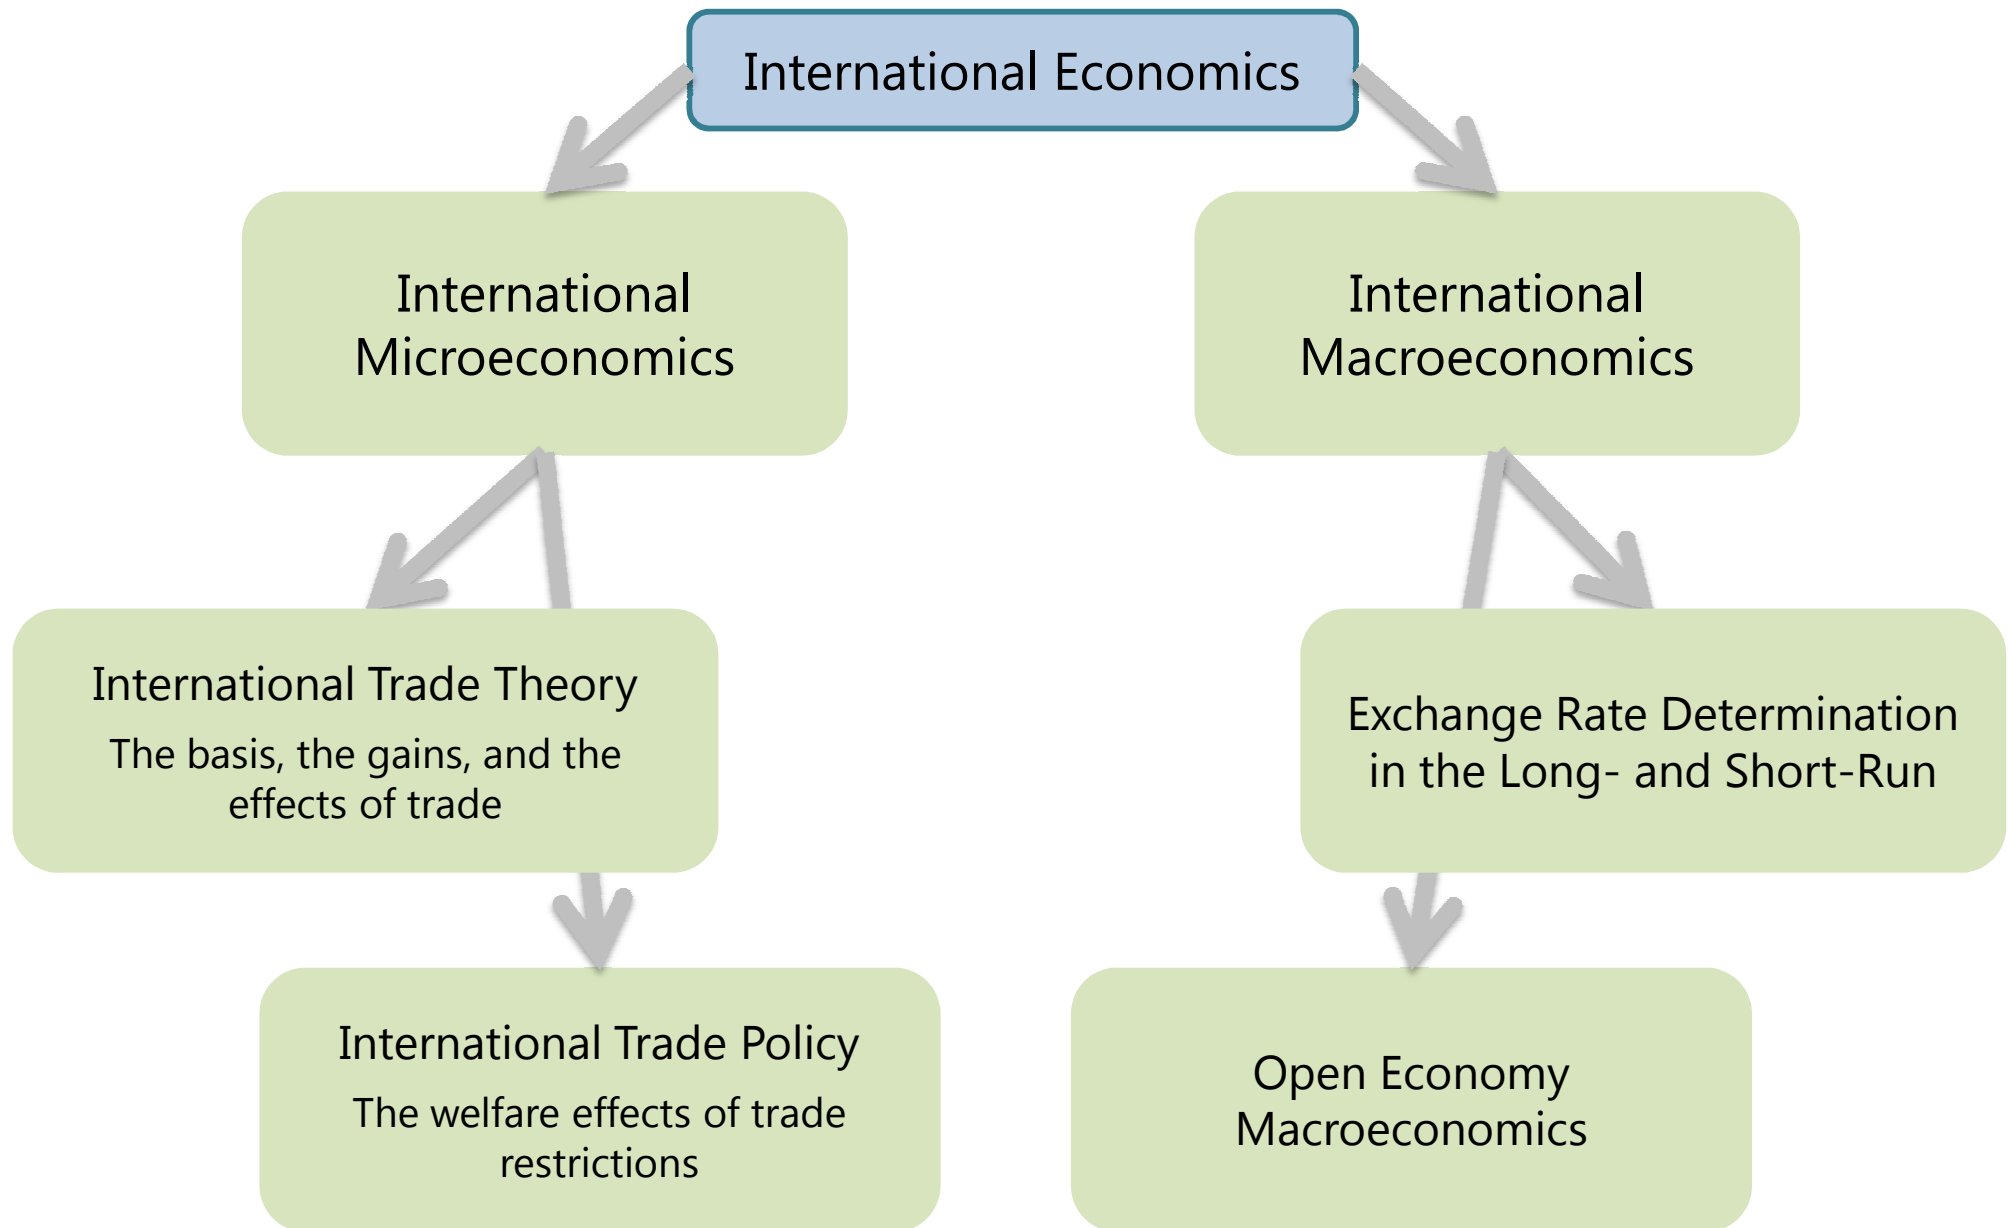 International Economics
International
Microeconomics
International
Macroeconomics
International Trade Theory
The basis, the gains, and the
effects of trade
Exchange Rate Determination
in the Long- and Short-Run
International Trade Policy
The welfare effects of trade
restrictions
Open Economy
Macroeconomics